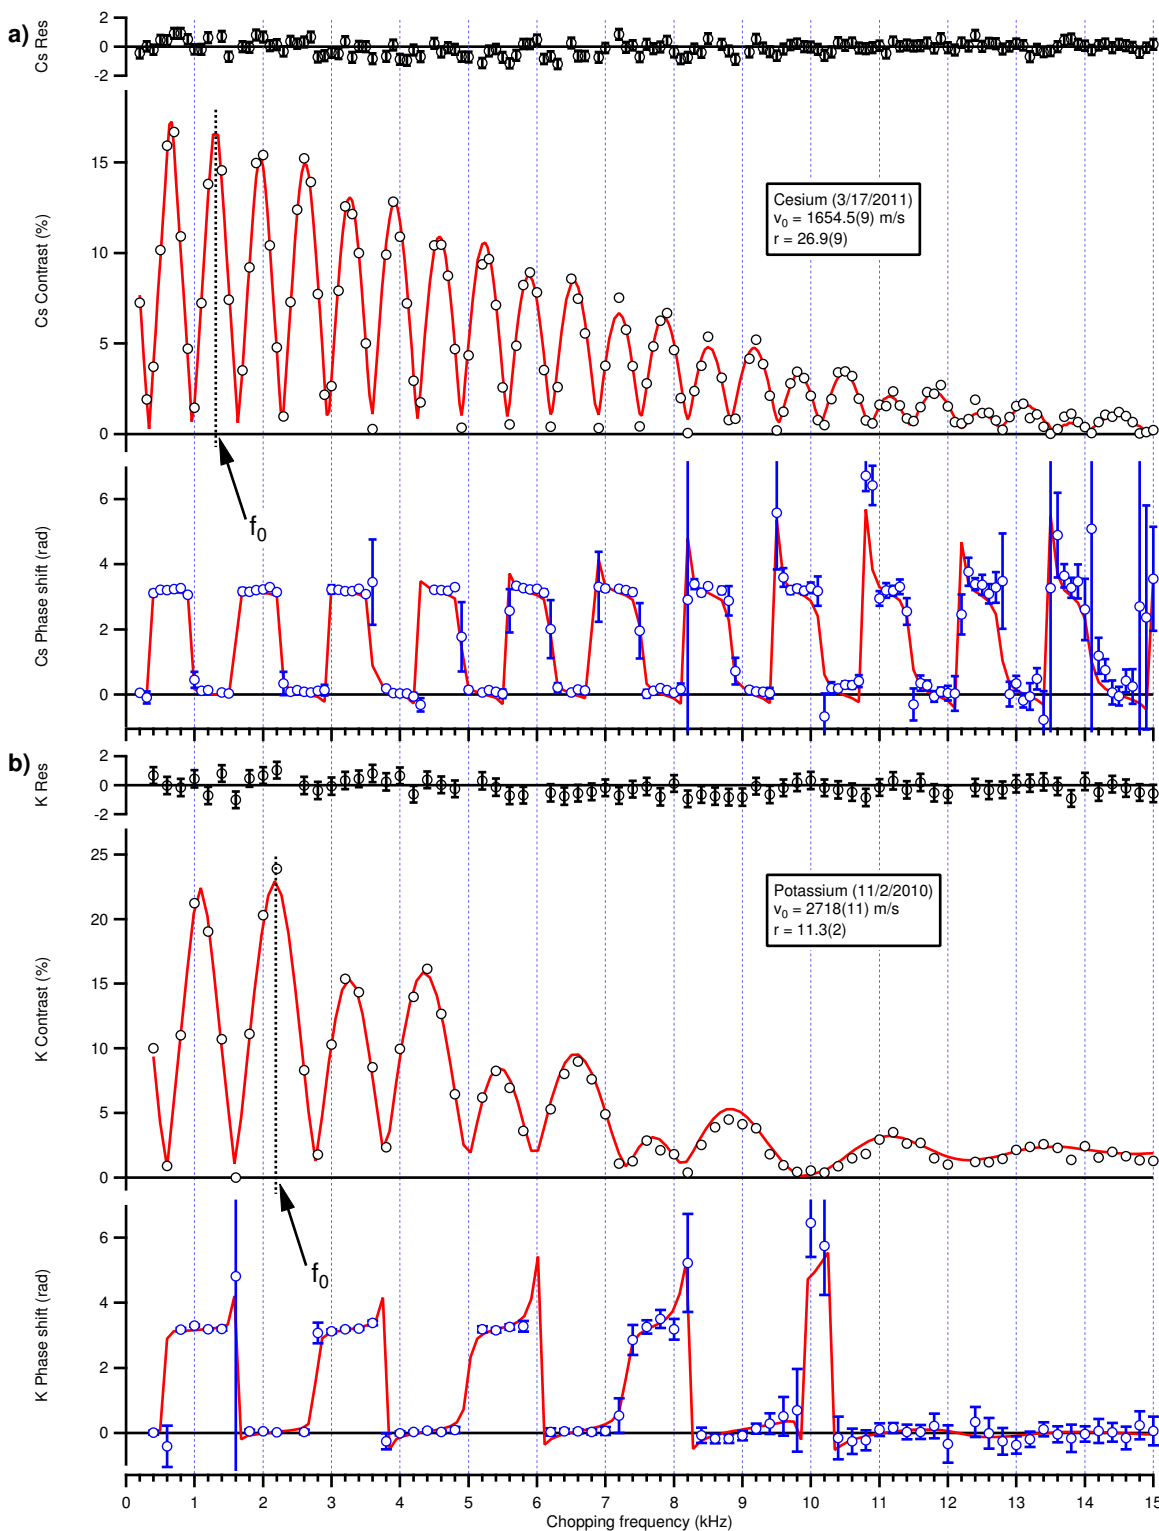 a)
Cs Res
2
0
-2
Cs Contrast (%)
15
10
5
0
Cesium (3/17/2011)
v0 = 1654.5(9) m/s
r = 26.9(9)
f0
Cs Phase shift (rad)
6
4
2
0
b)
K Res
2
0
-2
K Contrast (%)
25
20
15
10
5
0
Potassium (11/2/2010)
v0 = 2718(11) m/s
r = 11.3(2)
f0
K Phase shift (rad)
6
4
2
0
0 1 2 3 4 5 6 7 8 9 10 11 12 13 14 15
Chopping frequency (kHz)